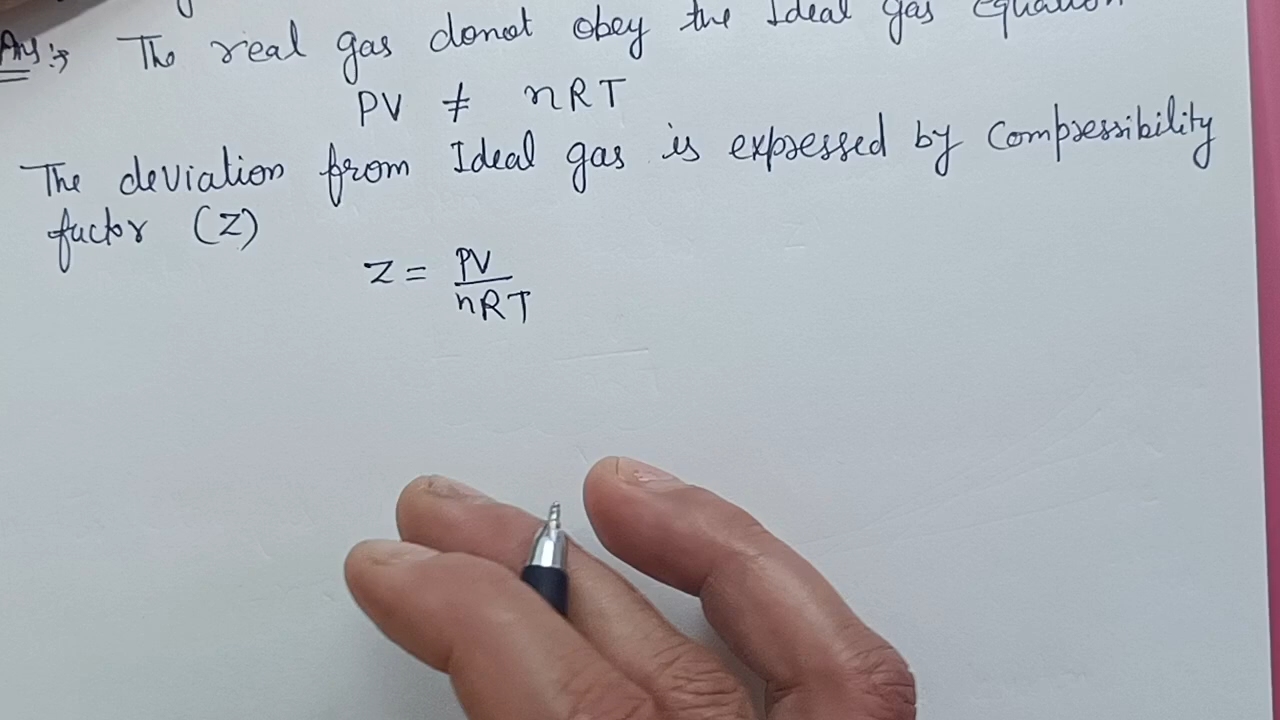 Ans:→ The real gas donot obey the Ideal gas equation
PV ≠ nRT
The deviation from Ideal gas is expressed by Compressibility
factor (Z)
Z = PV/nRT